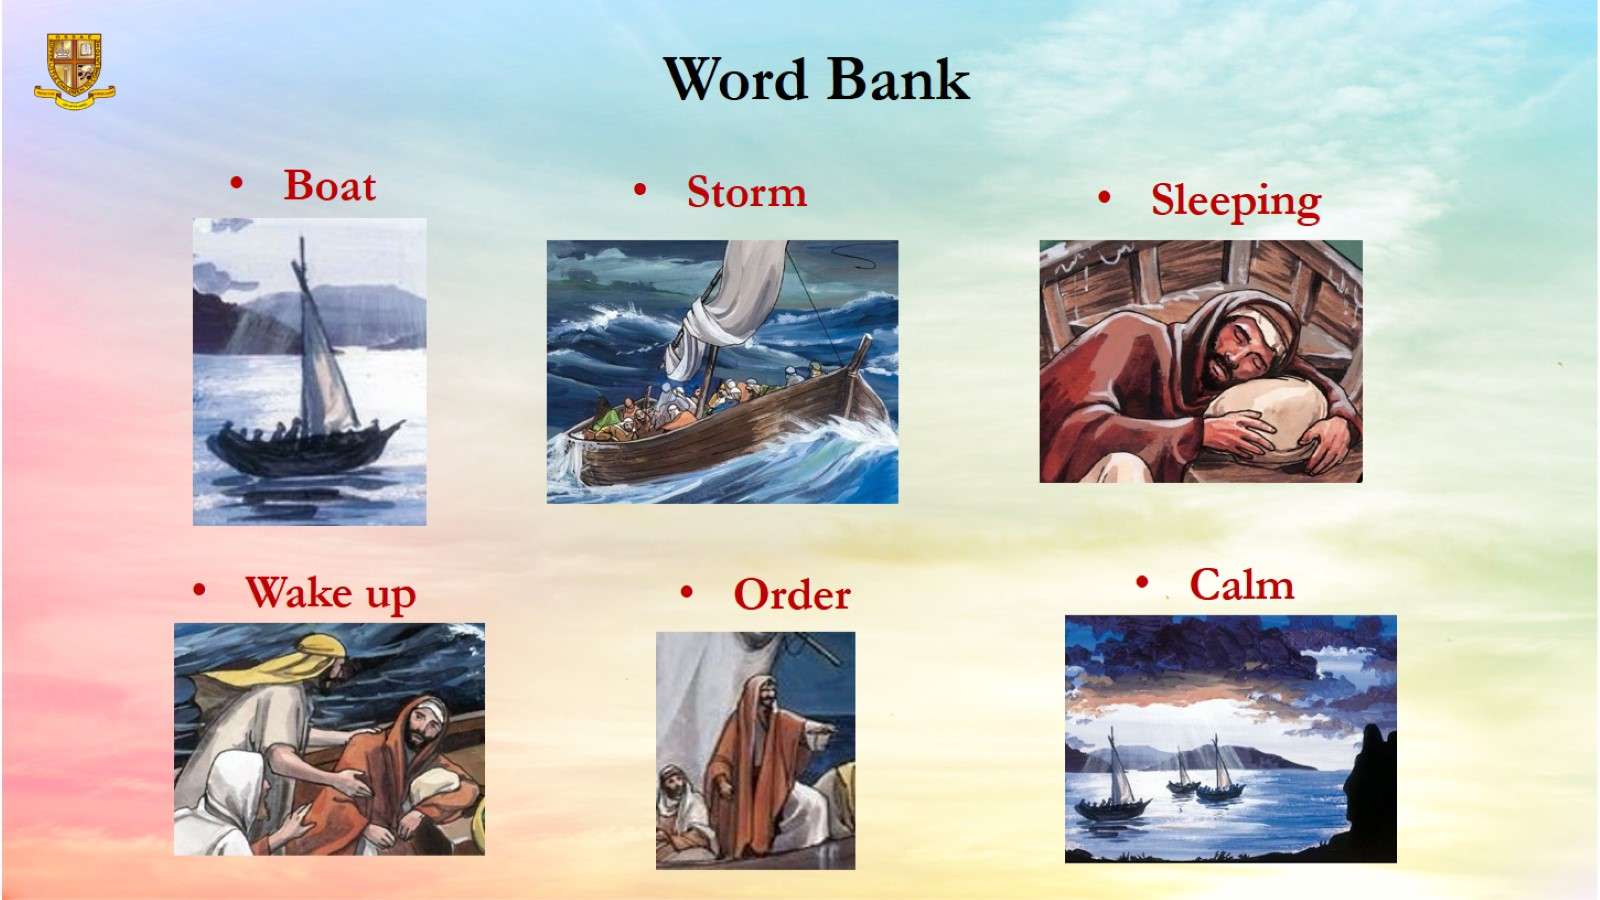 Word Bank
• Boat
• Storm
• Sleeping
• Wake up
• Order
• Calm